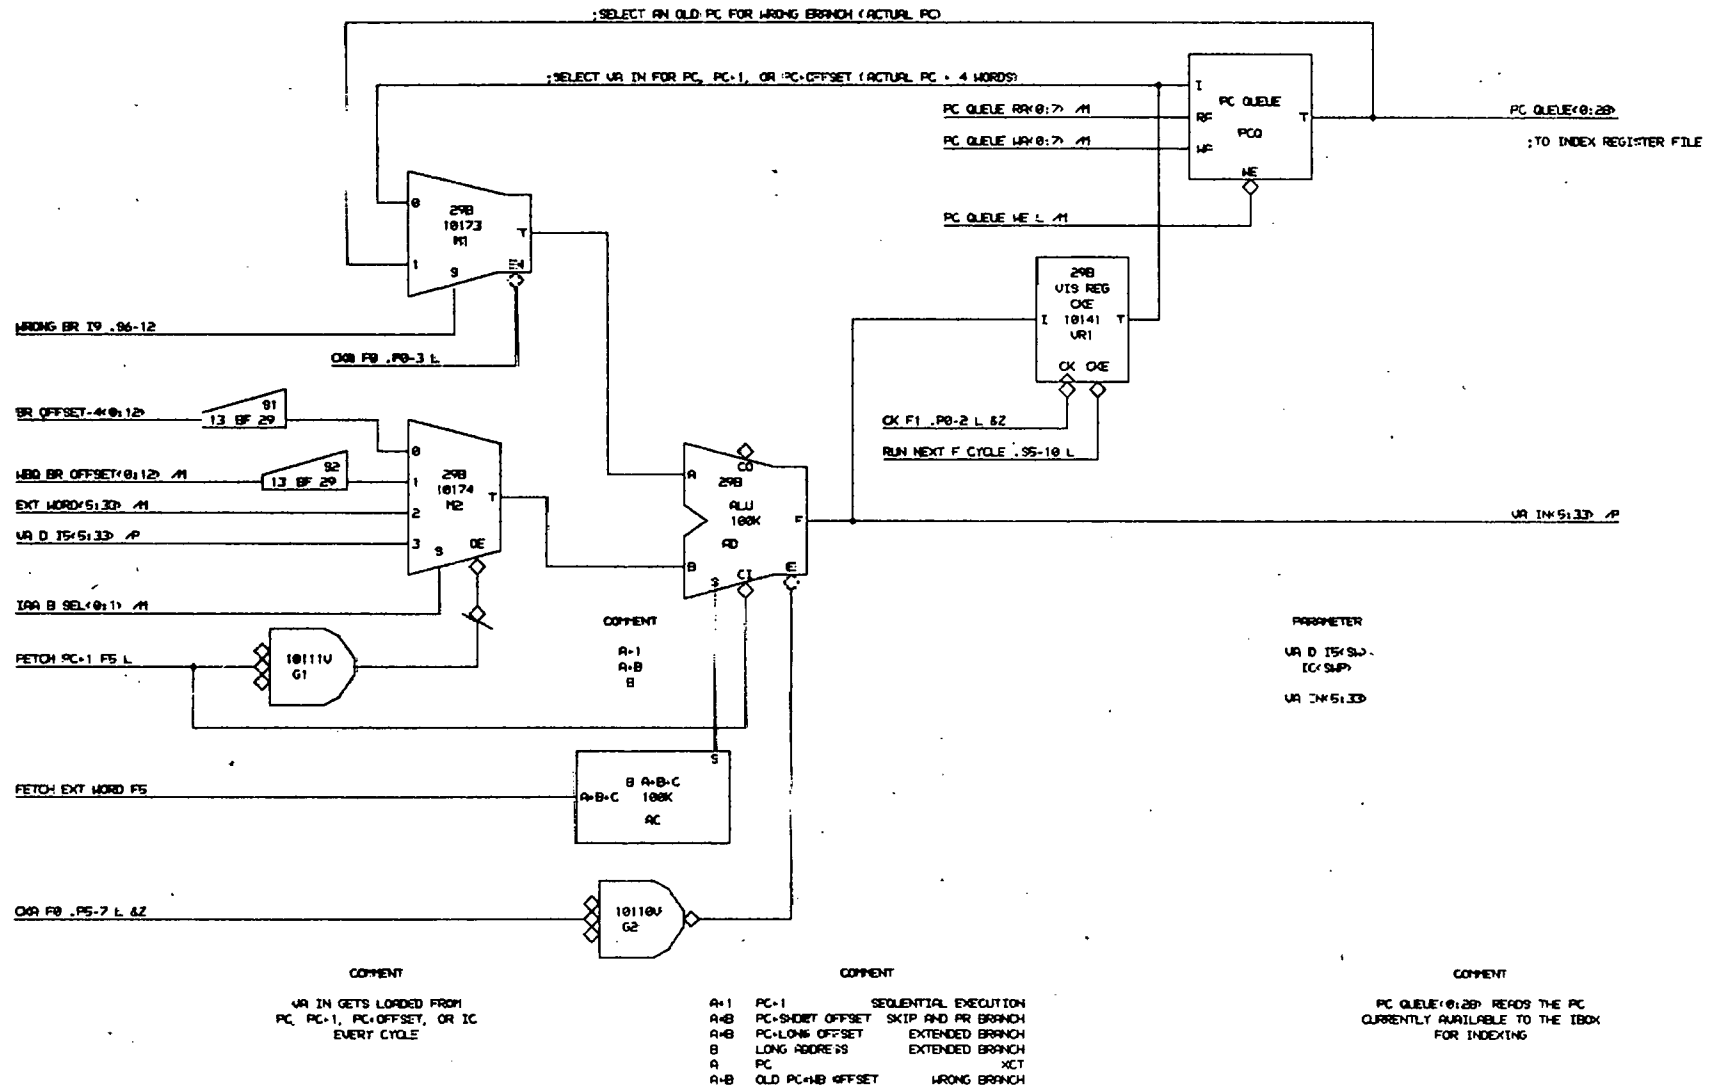 ;SELECT AN OLD PC FOR WRONG BRANCH (ACTUAL PC)
;SELECT VA IN FOR PC, PC+1, OR PC+OFFSET (ACTUAL PC + 4 WORDS)
I
PC QUEUE
PCQ
T
WE
PC QUEUE RA<0:7> /M
PC QUEUE WA<0:7> /M
PC QUEUE<0:28>
;TO INDEX REGISTER FILE
PC QUEUE WE L /M
0
29B
10173
M1
T
1
S
WRONG BR I9 .S6-12
CKA F0 .P0-3 L
29B
VIS REG
CKE
I 10141 T
VR1
CK CKE
CK F1 .P0-2 L &Z
RUN NEXT F CYCLE .S5-10 L
BR OFFSET-4<0:12>
S1
13 BF 29
WBQ BR OFFSET<0:12> /M
S2
13 BF 29
EXT WORD<5:33> /M
VA D I5<5:33> /P
0
1
2
3
29B
10174
M2
T
S
OE
IAA B SEL<0:1> /M
A
CO
29B
ALU
100K
F
AD
B
S
CI
E
VA IN<5:33> /P
FETCH PC+1 F5 L
10111V
G1
COMMENT
A+1
A+B
B
PARAMETER
IC<SWP>
VA IN<5:33>
FETCH EXT WORD F5
S
B A+B+C
A+B+C 100K
AC
CKA F0 .P5-7 L &Z
10110V
G2
COMMENT
VA IN GETS LOADED FROM
PC, PC+1, PC+OFFSET, OR IC
EVERY CYCLE
COMMENT
A+1 PC+1 SEQUENTIAL EXECUTION
A+B PC+SHORT OFFSET SKIP AND PR BRANCH
A+B PC+LONG OFFSET EXTENDED BRANCH
B LONG ADDRESS EXTENDED BRANCH
A PC XCT
A+B OLD PC+WB OFFSET WRONG BRANCH
COMMENT
PC QUEUE<0:28> READS THE PC
CURRENTLY AVAILABLE TO THE IBOX
FOR INDEXING